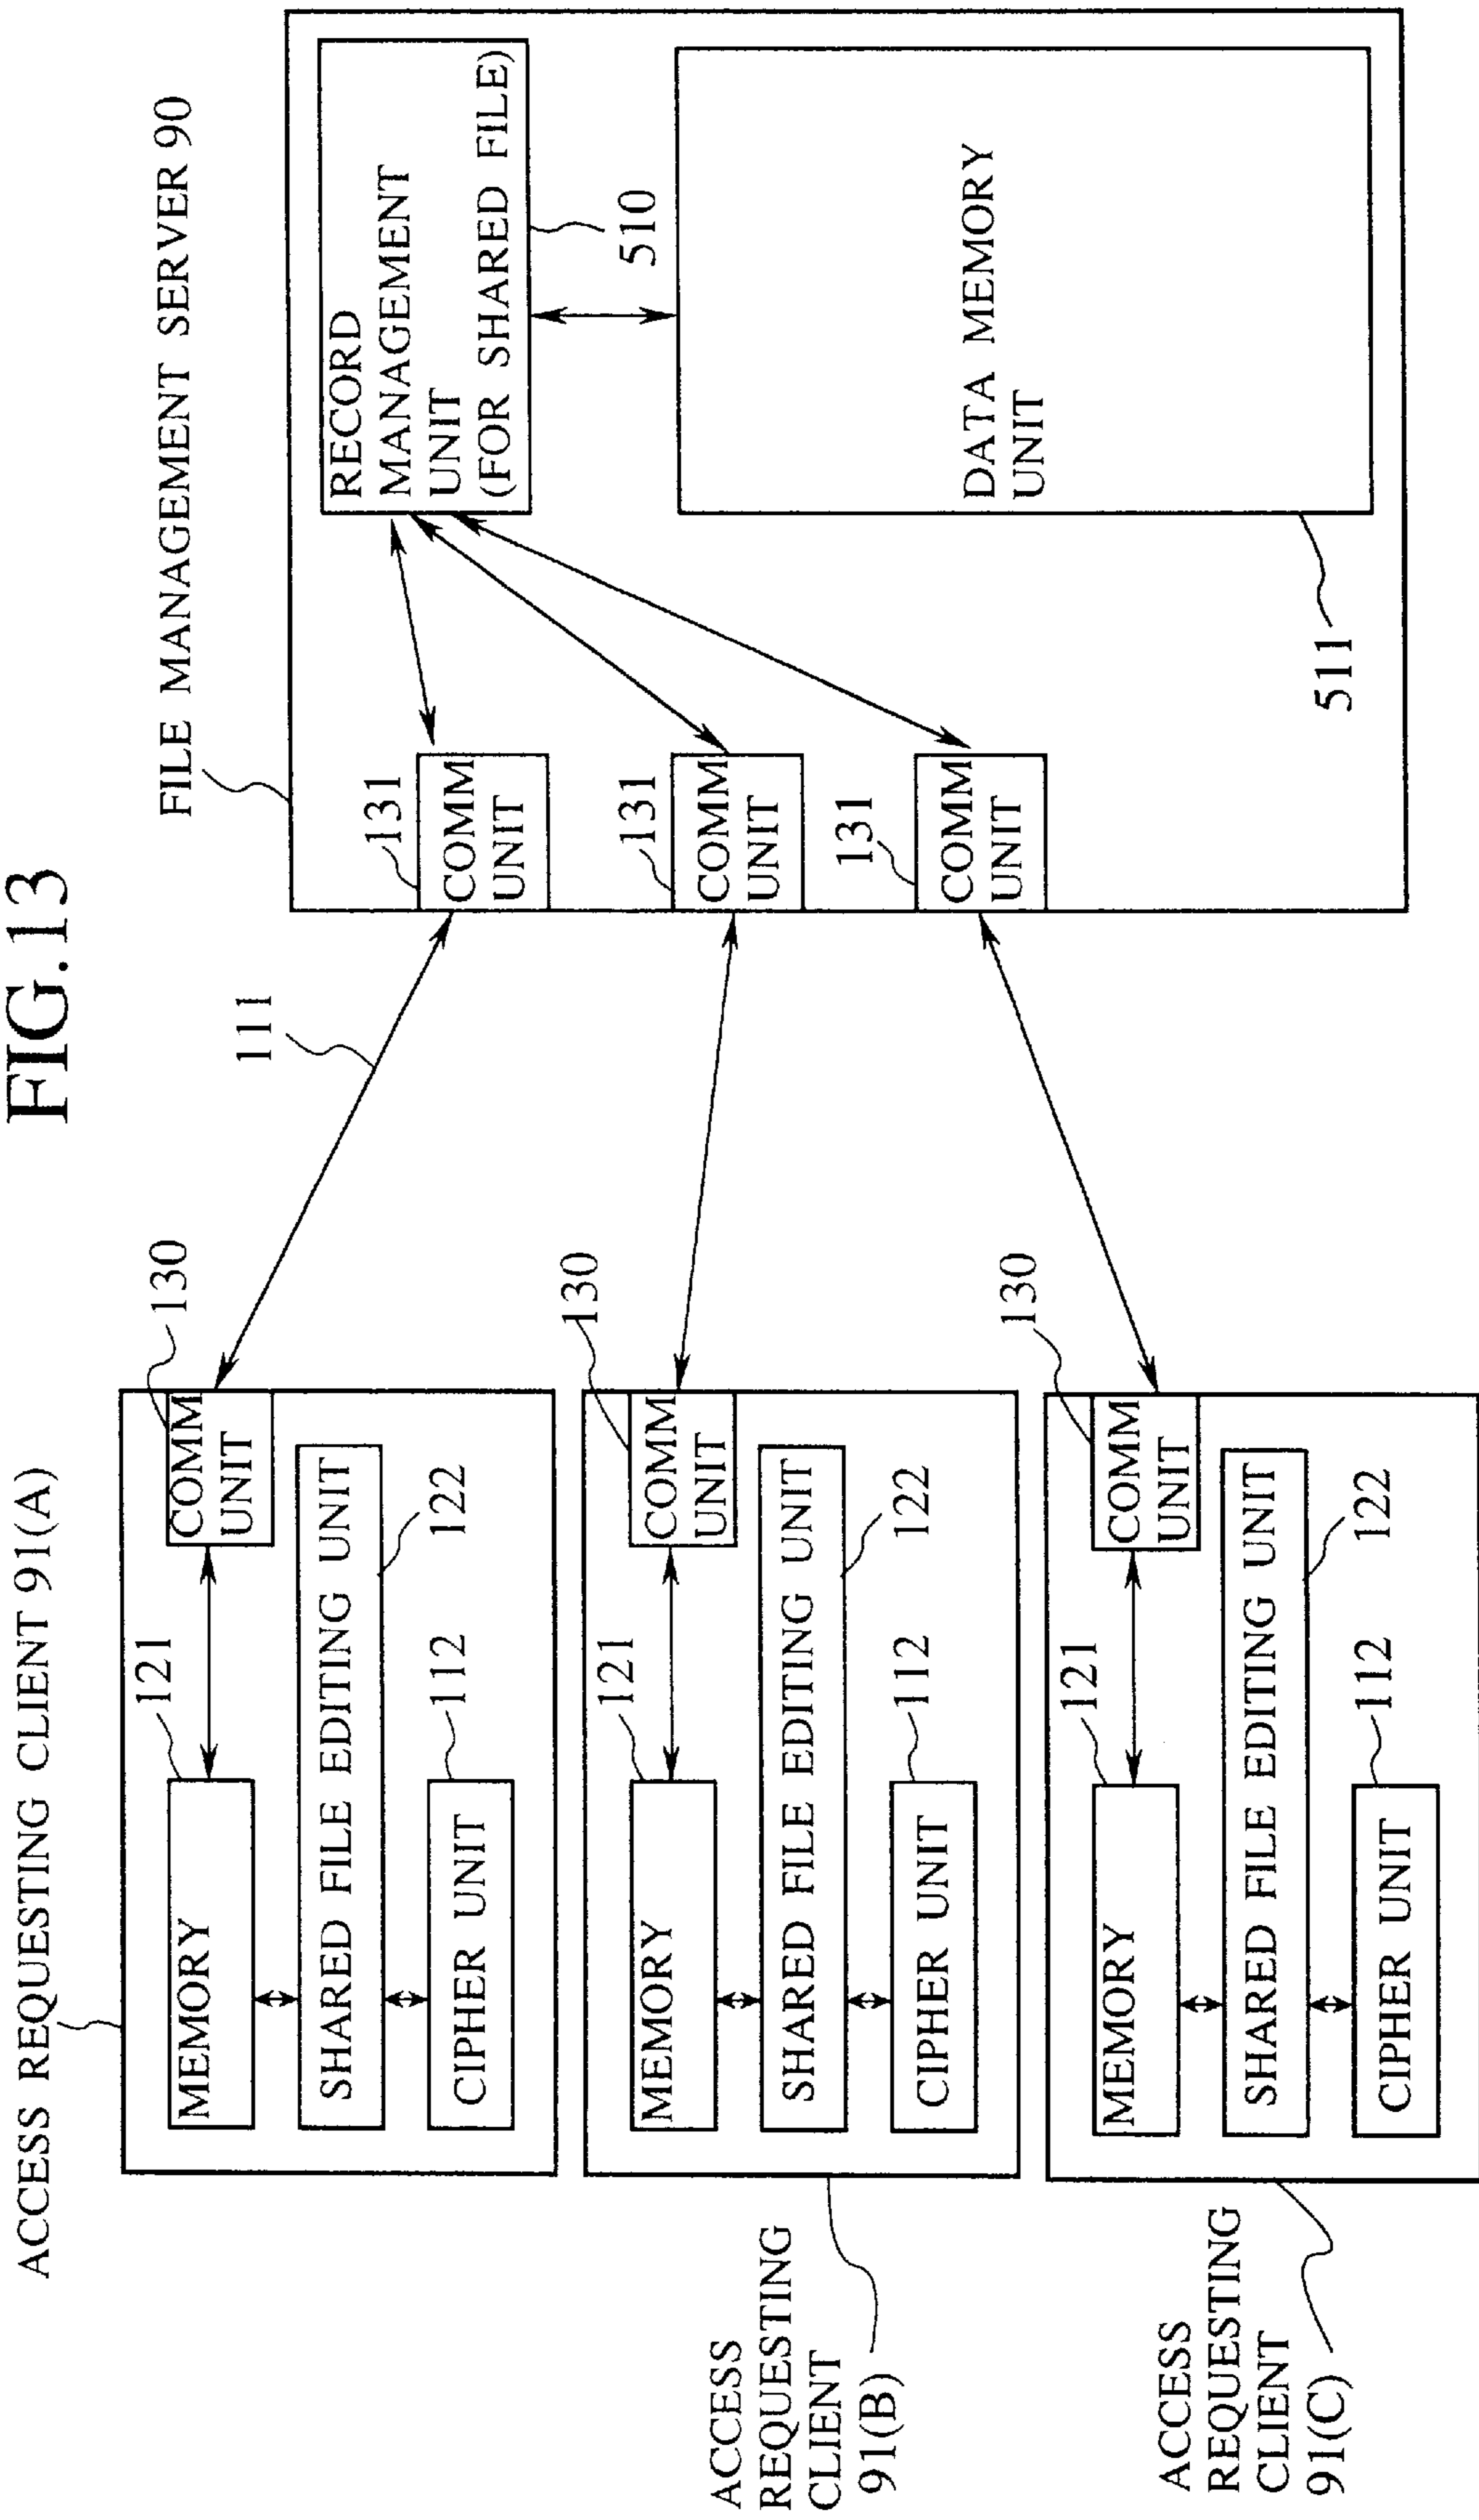 FIG.13
ACCESS REQUESTING CLIENT 91(A)
121
130
MEMORY
COMM
UNIT
SHARED FILE EDITING UNIT
122
112
CIPHER UNIT
111
FILE MANAGEMENT SERVER 90
131
COMM
UNIT
RECORD
MANAGEMENT
UNIT
(FOR SHARED FILE)
510
ACCESS
REQUESTING
CLIENT
91(B)
121
130
MEMORY
COMM
UNIT
SHARED FILE EDITING UNIT
122
112
CIPHER UNIT
131
COMM
UNIT
131
COMM
UNIT
DATA MEMORY
UNIT
511
ACCESS
REQUESTING
CLIENT
91(C)
121
130
MEMORY
COMM
UNIT
SHARED FILE EDITING UNIT
122
112
CIPHER UNIT